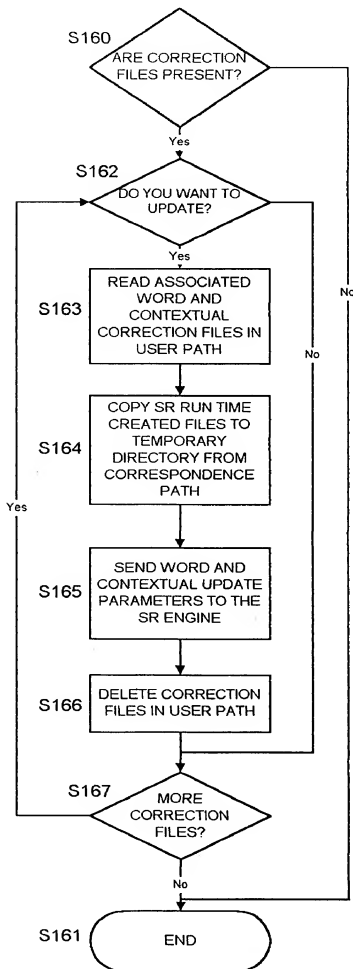 S160
ARE CORRECTION
FILES PRESENT?
Yes
S162
DO YOU WANT TO
UPDATE?
Yes
No
S163
READ ASSOCIATED
WORD AND
CONTEXTUAL
CORRECTION FILES IN
USER PATH
No
S164
COPY SR RUN TIME
CREATED FILES TO
TEMPORARY
DIRECTORY FROM
CORRESPONDENCE
PATH
Yes
S165
SEND WORD AND
CONTEXTUAL UPDATE
PARAMETERS TO THE
SR ENGINE
S166
DELETE CORRECTION
FILES IN USER PATH
S167
MORE
CORRECTION
FILES?
No
S161
END